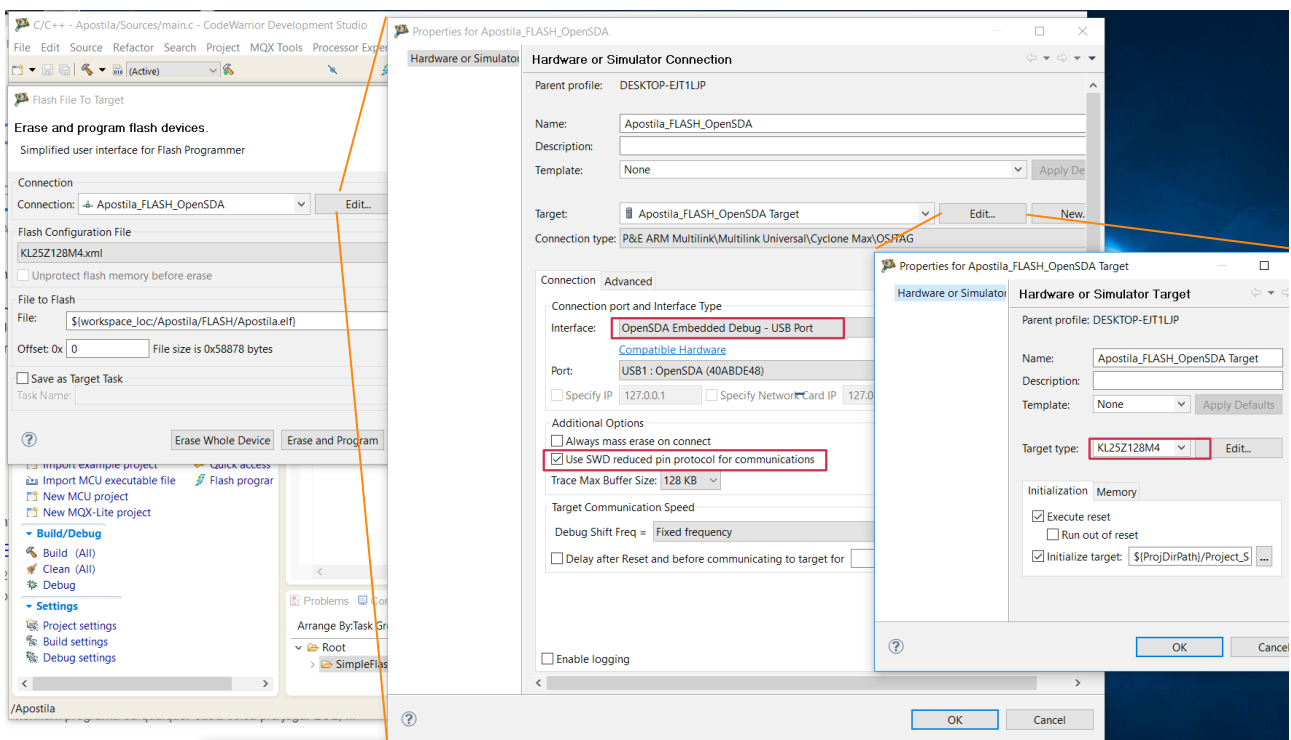 C/C++ - Apostila/Sources/main.c - CodeWarrior Development Studio
File Edit Source Refactor Search Project MQX Tools Processor Exper
(Active)
Flash File To Target
Erase and program flash devices.
Simplified user interface for Flash Programmer
Connection
Connection: Apostila_FLASH_OpenSDA Edit...
Flash Configuration File
KL25Z128M4.xml
Unprotect flash memory before erase
File to Flash
File: ${workspace_loc:/Apostila/FLASH/Apostila.elf}
Offset: 0x 0 File size is 0x58878 bytes
Save as Target Task
Task Name:
Erase Whole Device Erase and Program
Import example project Quick access
Import MCU executable file Flash prograr
New MCU project
New MQX-Lite project
Build/Debug
Build (All)
Clean (All)
Debug
Settings
Project settings
Build settings
Debug settings
Problems Cor
Arrange By:Task Gr
Root
SimpleFlas
/Apostila
Properties for Apostila_FLASH_OpenSDA
Hardware or Simulator
Hardware or Simulator Connection
Parent profile: DESKTOP-EJT1LJP
Name: Apostila_FLASH_OpenSDA
Description:
Template: None Apply De
Target: Apostila_FLASH_OpenSDA Target Edit... New.
Connection type: P&E ARM Multilink\Multilink Universal\Cyclone Max\OSJTAG
Connection Advanced
Connection port and Interface Type
Interface: OpenSDA Embedded Debug - USB Port
Compatible Hardware
Port: USB1 : OpenSDA (40ABDE48)
Specify IP 127.0.0.1 Specify Network Card IP 127.0
Additional Options
Always mass erase on connect
Use SWD reduced pin protocol for communications
Trace Max Buffer Size: 128 KB
Target Communication Speed
Debug Shift Freq = Fixed frequency
Delay after Reset and before communicating to target for
Enable logging
OK Cancel
Properties for Apostila_FLASH_OpenSDA Target
Hardware or Simulator
Hardware or Simulator Target
Parent profile: DESKTOP-EJT1LJP
Name: Apostila_FLASH_OpenSDA Target
Description:
Template: None Apply Defaults
Target type: KL25Z128M4 Edit...
Initialization Memory
Execute reset
Run out of reset
Initialize target: ${ProjDirPath}/Project_S ...
OK Cancel